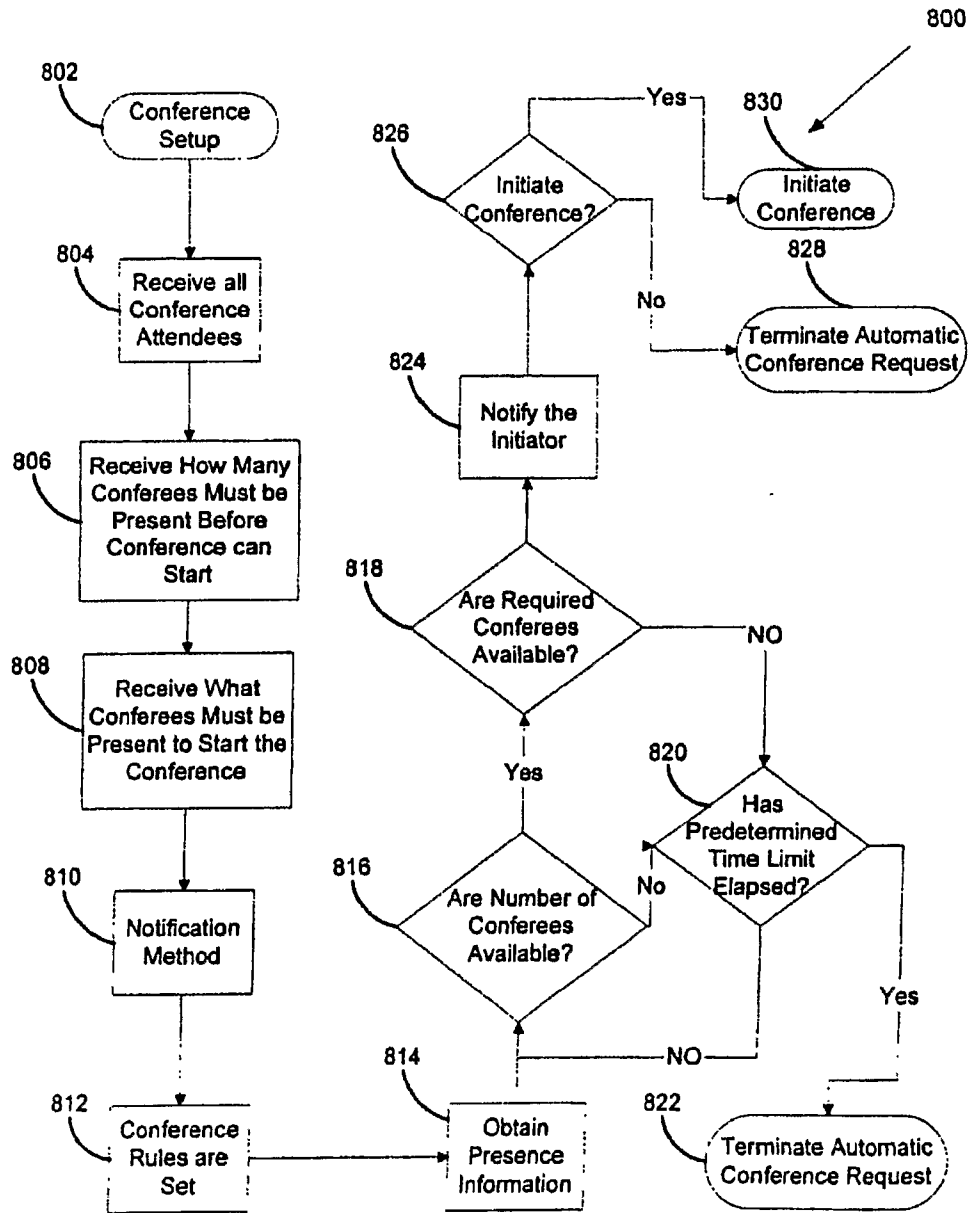 800
802
Conference
Setup
804
Receive all
Conference
Attendees
806
Receive How Many
Conferees Must be
Present Before
Conference can
Start
808
Receive What
Conferees Must be
Present to Start the
Conference
810
Notification
Method
812
Conference
Rules are
Set
814
Obtain
Presence
Information
816
Are Number of
Conferees
Available?
Yes
No
818
Are Required
Conferees
Available?
NO
820
Has
Predetermined
Time Limit
Elapsed?
NO
Yes
822
Terminate Automatic
Conference Request
824
Notify the
Initiator
826
Initiate
Conference?
Yes
No
830
Initiate
Conference
828
Terminate Automatic
Conference Request